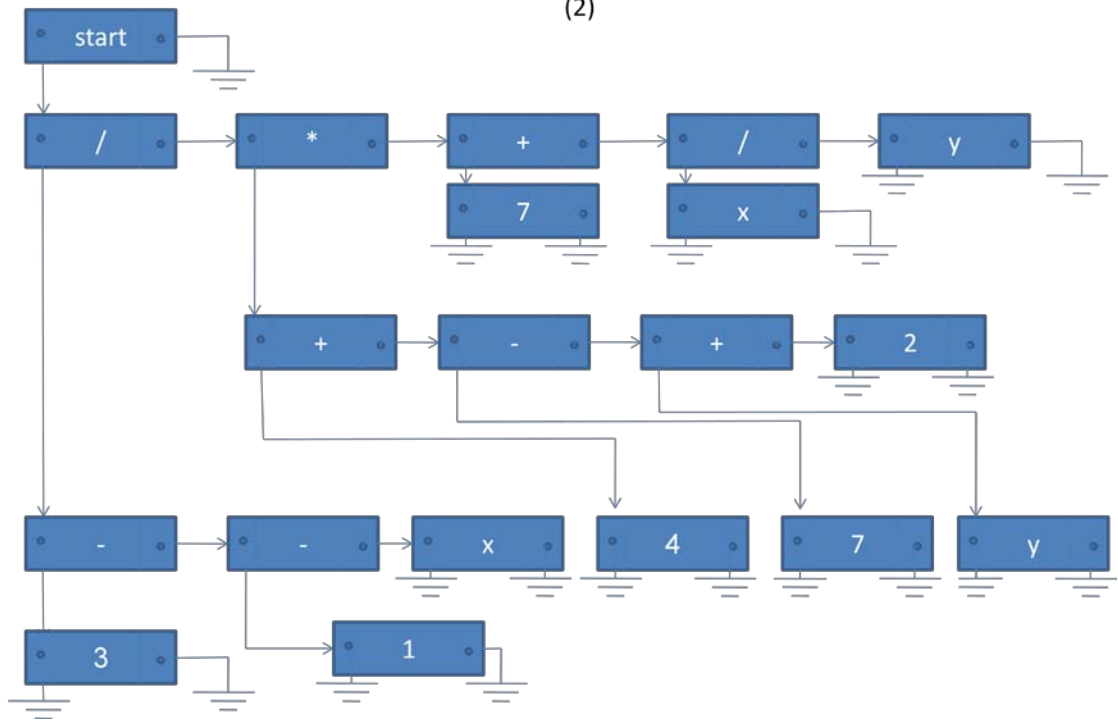 (2)
start
/ * + / y
7 x
+ - + 2
- - x 4 7 y
3 1